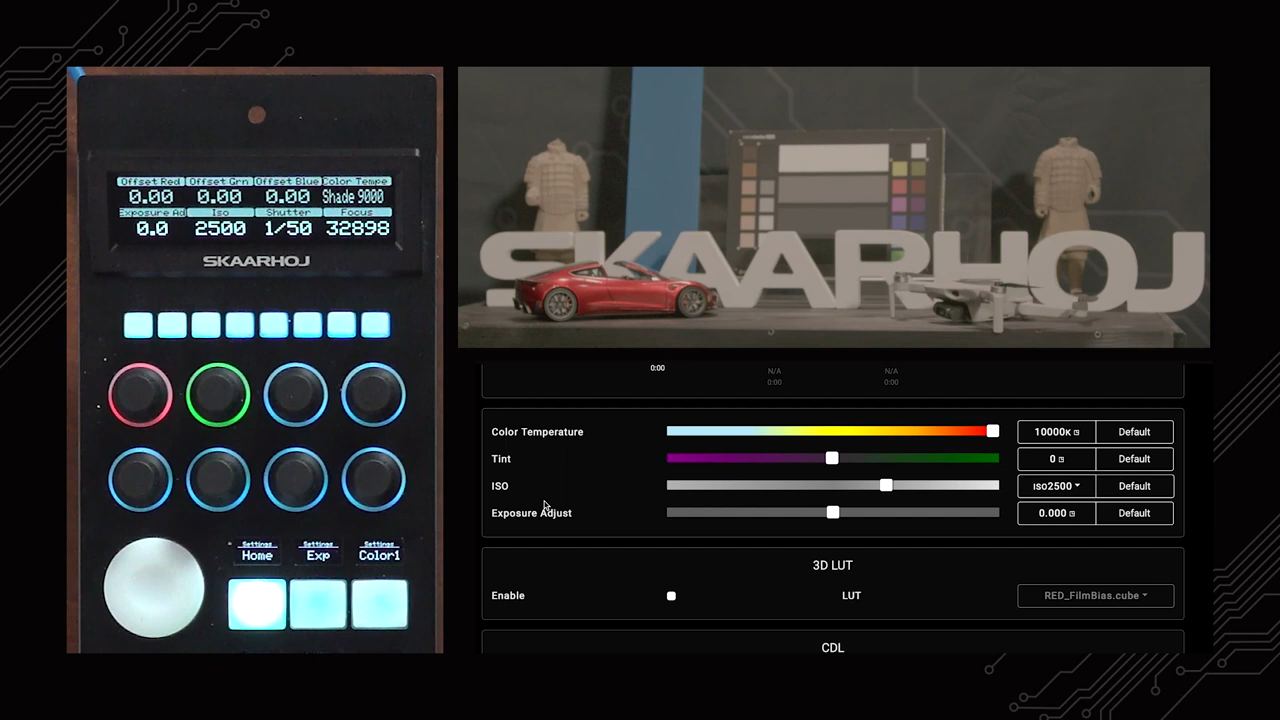 Offset Red Offset Grn Offset Blue Color Tempe
0.00 0.00 0.00 Shade 9000
Exposure Ad Iso Shutter Focus
0.0 2500 1/50 32898
SKAARHOJ
Settings Settings Settings
Home Exp Color1
SKAARHOJ
0:00
N/A N/A
0:00 0:00
Color Temperature 10000K Default
Tint 0 Default
ISO iso2500 Default
Exposure Adjust 0.000 Default
3D LUT
Enable LUT RED_FilmBias.cube
CDL